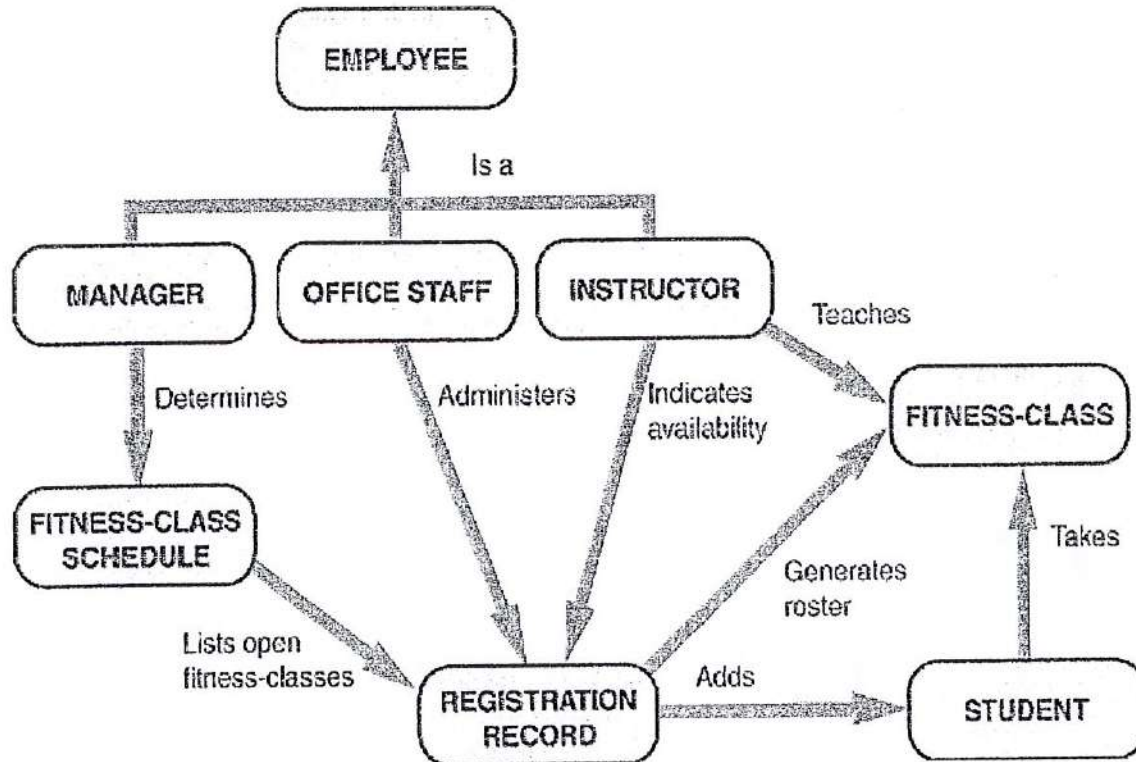 EMPLOYEE
Is a
MANAGER
OFFICE STAFF
INSTRUCTOR
Teaches
Determines
Administers
Indicates
availability
FITNESS-CLASS
FITNESS-CLASS
SCHEDULE
Takes
Generates
roster
Lists open
fitness-classes
Adds
REGISTRATION
RECORD
STUDENT